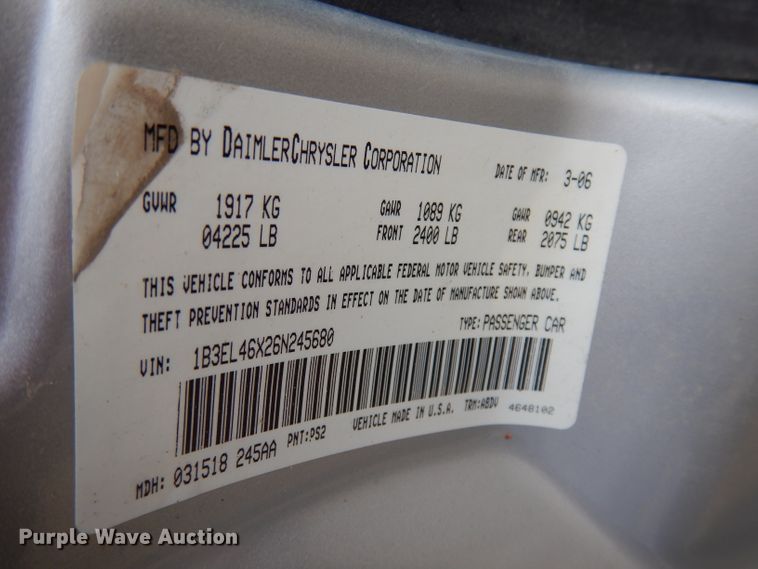 MFD BY DAIMLERCHRYSLER CORPORATION DATE OF MFR: 3-06
GVWR 1917 KG GAWR 1089 KG GAWR 0942 KG
04225 LB FRONT 2400 LB REAR 2075 LB
THIS VEHICLE CONFORMS TO ALL APPLICABLE FEDERAL MOTOR VEHICLE SAFETY, BUMPER AND
THEFT PREVENTION STANDARDS IN EFFECT ON THE DATE OF MANUFACTURE SHOWN ABOVE.
VIN: 1B3EL46X26N245680 TYPE: PASSENGER CAR
MDH: 031518 245AA PNT:PS2 VEHICLE MADE IN U.S.A. TRM:ABDV 4648102
Purple Wave Auction
PurpleWave®